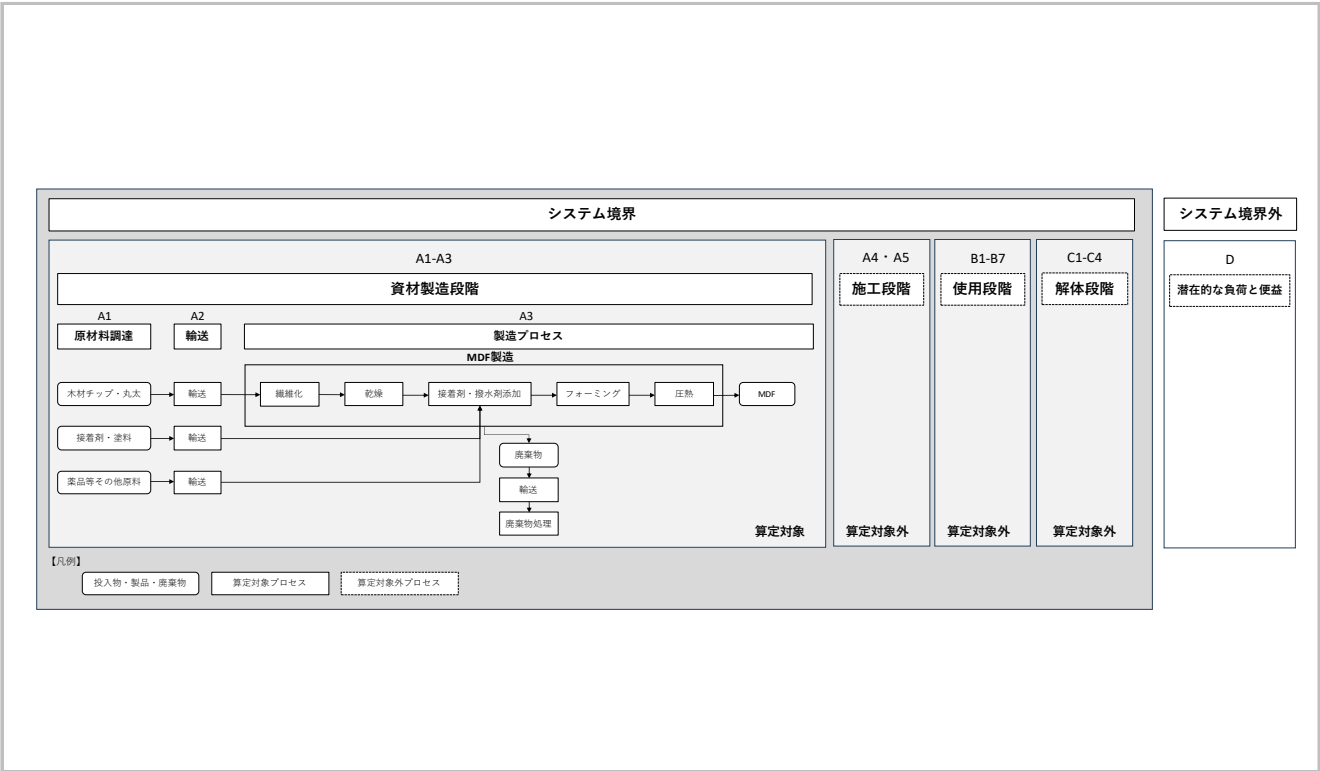 システム境界
システム境界外
A1-A3
A4・A5
B1-B7
C1-C4
D
資材製造段階
施工段階
使用段階
解体段階
潜在的な負荷と便益
A1
A2
A3
原材料調達
輸送
製造プロセス
MDF製造
木材チップ・丸太
輸送
繊維化
乾燥
接着剤・撥水剤添加
フォーミング
圧熱
MDF
接着剤・塗料
輸送
廃棄物
薬品等その他原料
輸送
輸送
廃棄物処理
算定対象
算定対象外
算定対象外
算定対象外
【凡例】
投入物・製品・廃棄物
算定対象プロセス
算定対象外プロセス